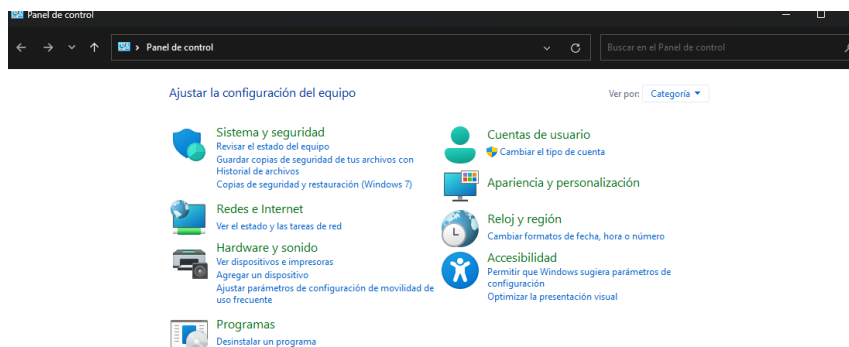 Panel de control
Panel de control
Buscar en el Panel de control
Ajustar la configuración del equipo
Ver por: Categoría
Sistema y seguridad
Revisar el estado del equipo
Guardar copias de seguridad de tus archivos con
Historial de archivos
Copias de seguridad y restauración (Windows 7)
Redes e Internet
Ver el estado y las tareas de red
Hardware y sonido
Ver dispositivos e impresoras
Agregar un dispositivo
Ajustar parámetros de configuración de movilidad de
uso frecuente
Programas
Desinstalar un programa
Cuentas de usuario
Cambiar el tipo de cuenta
Apariencia y personalización
Reloj y región
Cambiar formatos de fecha, hora o número
Accesibilidad
Permitir que Windows sugiera parámetros de
configuración
Optimizar la presentación visual